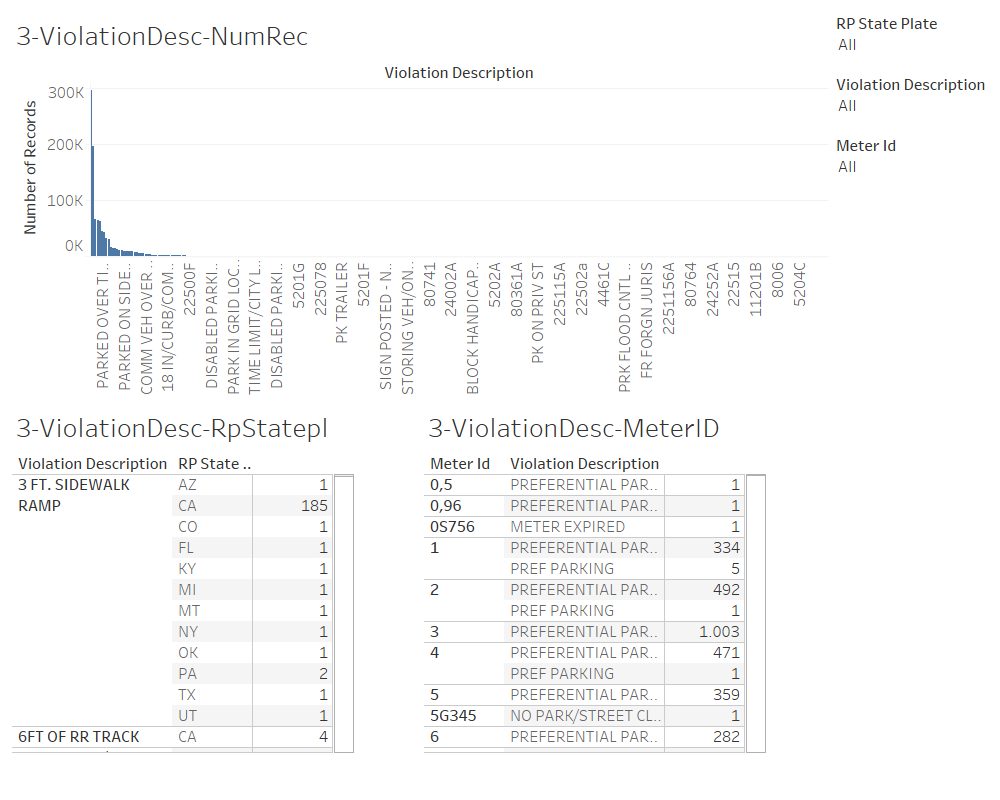 3-ViolationDesc-NumRec
RP State Plate
All
Violation Description
All
Meter Id
All
Violation Description
Number of Records
300K
200K
100K
0K
PARKED OVER TI..
PARKED ON SIDE..
COMM VEH OVER ..
18 IN/CURB/COM..
22500F
DISABLED PARKI..
PARK IN GRID LOC..
TIME LIMIT/CITY L..
DISABLED PARKI..
5201G
225078
PK TRAILER
5201F
SIGN POSTED - N..
STORING VEH/ON..
80741
24002A
BLOCK HANDICAP..
5202A
80361A
PK ON PRIV ST
225115A
22502a
4461C
PRK FLOOD CNTL ..
FR FORGN JURIS
2251156A
80764
24252A
22515
11201B
8006
5204C
3-ViolationDesc-RpStatepl
Violation Description RP State ..
3 FT. SIDEWALK AZ 1
RAMP CA 185
CO 1
FL 1
KY 1
MI 1
MT 1
NY 1
OK 1
PA 2
TX 1
UT 1
6FT OF RR TRACK CA 4
3-ViolationDesc-MeterID
Meter Id Violation Description
0,5 PREFERENTIAL PAR.. 1
0,96 PREFERENTIAL PAR.. 1
0S756 METER EXPIRED 1
1 PREFERENTIAL PAR.. 334
PREF PARKING 5
2 PREFERENTIAL PAR.. 492
PREF PARKING 1
3 PREFERENTIAL PAR.. 1.003
4 PREFERENTIAL PAR.. 471
PREF PARKING 1
5 PREFERENTIAL PAR.. 359
5G345 NO PARK/STREET CL.. 1
6 PREFERENTIAL PAR.. 282